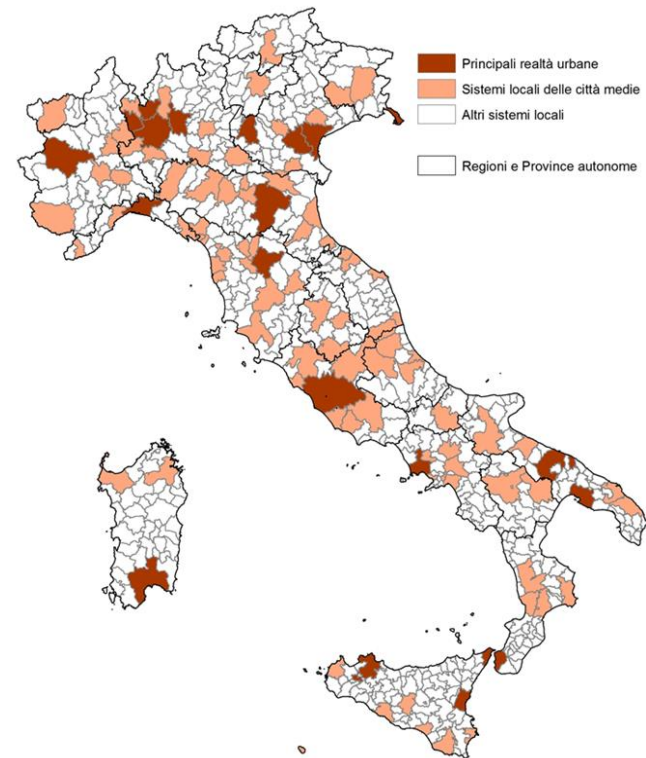 Principali realtà urbane
Sistemi locali delle città medie
Altri sistemi locali
Regioni e Province autonome